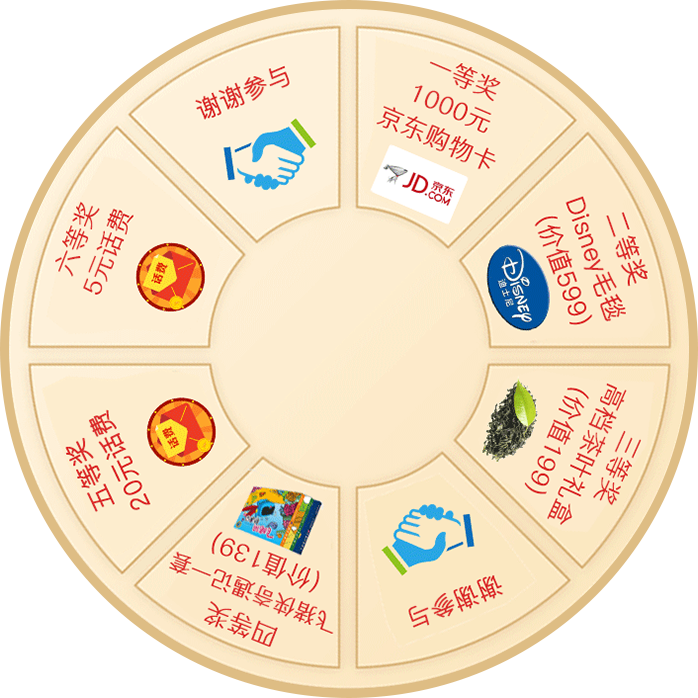 一等奖
1000元
京东购物卡
JD京东
.COM
二等奖
Disney毛毯
(价值599)
Disney
迪士尼
三等奖
高档茶叶礼盒
(价值199)
谢谢参与
四等奖
飞猪侠奇遇记一套
(价值139)
五等奖
20元话费
话费
六等奖
5元话费
话费
谢谢参与